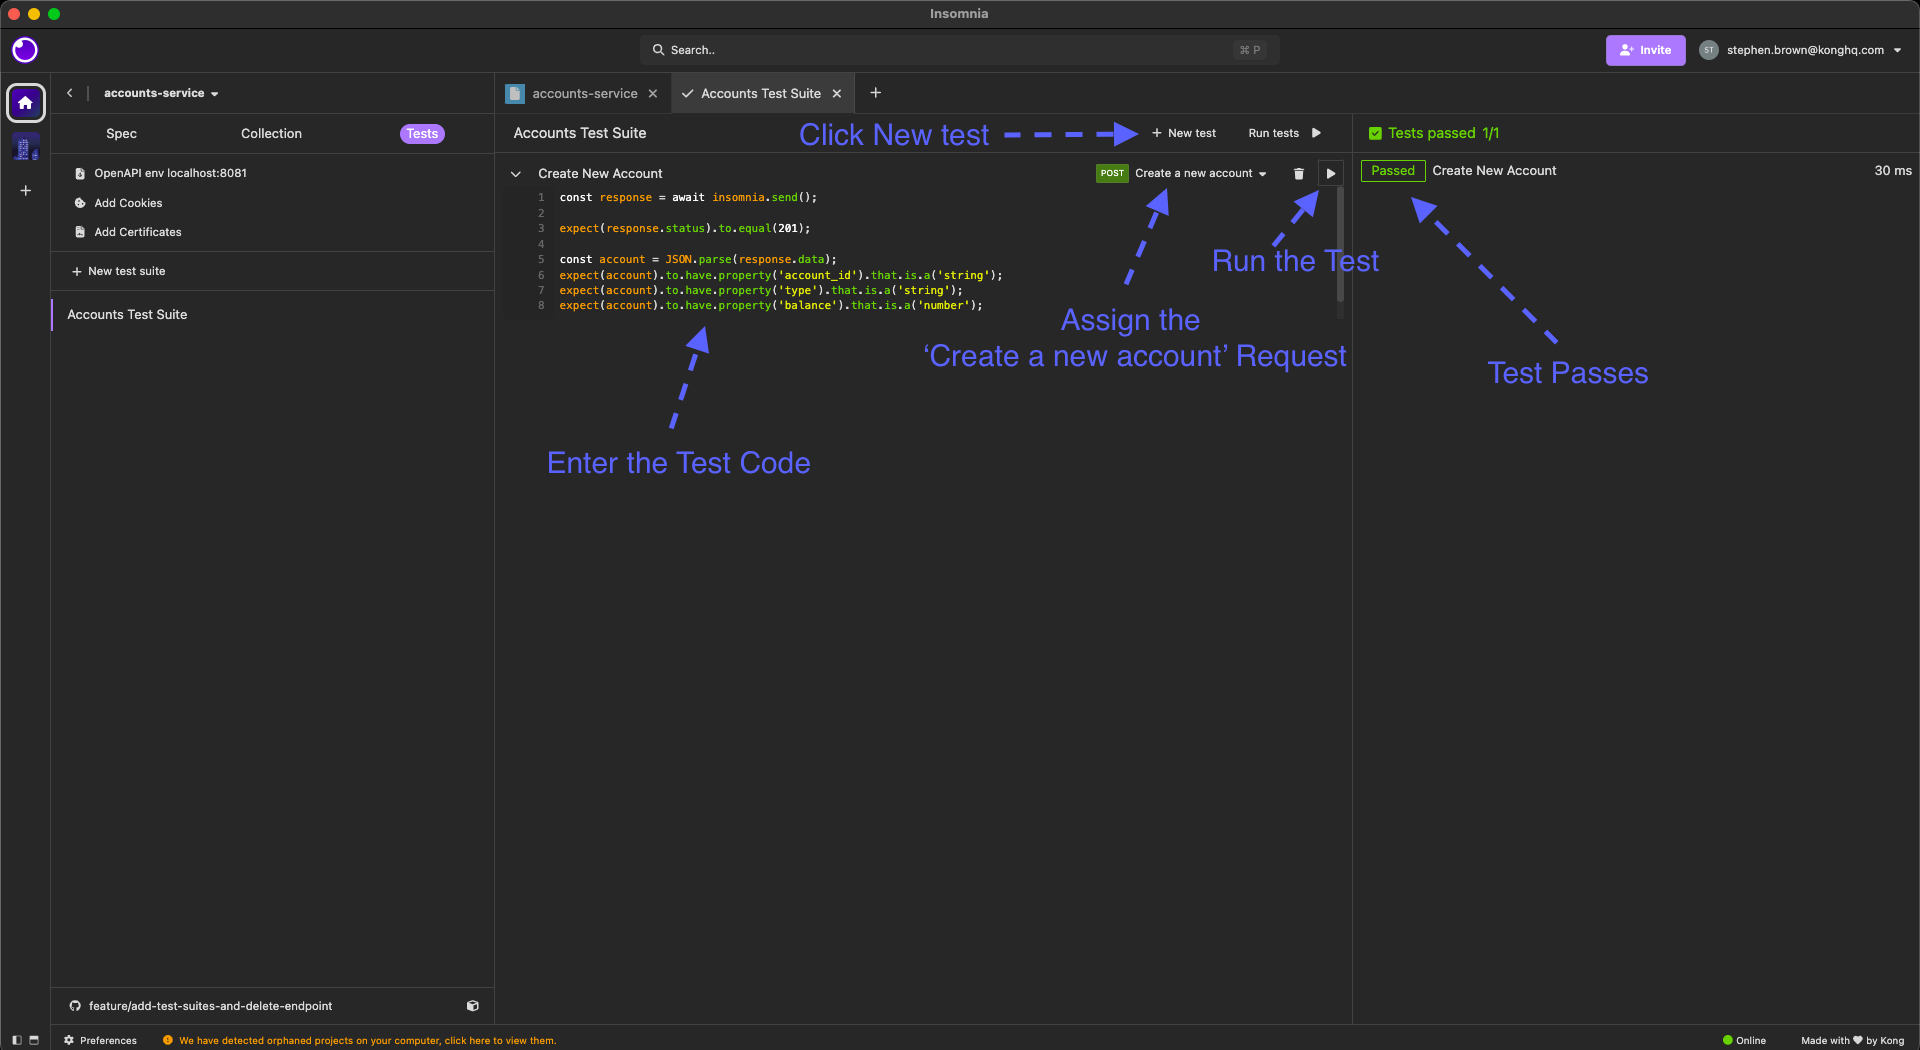 Insomnia
Search..
⌘ P
Invite
ST
stephen.brown@konghq.com
accounts-service
accounts-service
Accounts Test Suite
Spec
Collection
Tests
Accounts Test Suite
Click New test
+ New test
Run tests
Tests passed 1/1
OpenAPI env localhost:8081
Add Cookies
Add Certificates
+ New test suite
Accounts Test Suite
Create New Account
POST
Create a new account
Passed
Create New Account
30 ms
1 const response = await insomnia.send();
2
3 expect(response.status).to.equal(201);
4
5 const account = JSON.parse(response.data);
6 expect(account).to.have.property('account_id').that.is.a('string');
7 expect(account).to.have.property('type').that.is.a('string');
8 expect(account).to.have.property('balance').that.is.a('number');
Run the Test
Assign the
‘Create a new account’ Request
Test Passes
Enter the Test Code
feature/add-test-suites-and-delete-endpoint
Preferences
We have detected orphaned projects on your computer, click here to view them.
Online
Made with ♥ by Kong